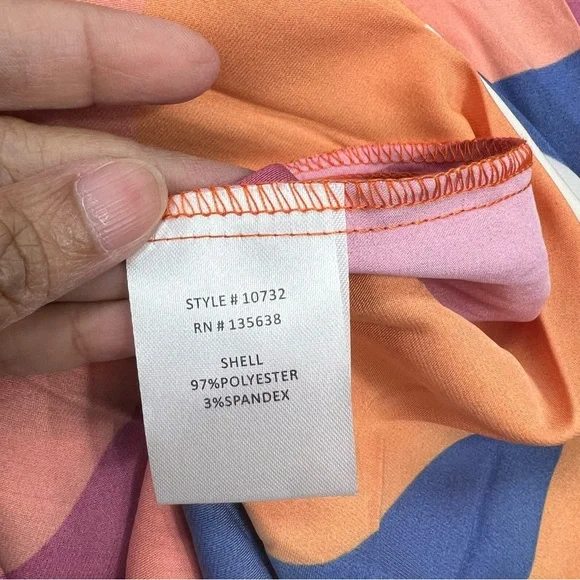 STYLE # 10732
RN # 135638
SHELL
97%POLYESTER
3%SPANDEX